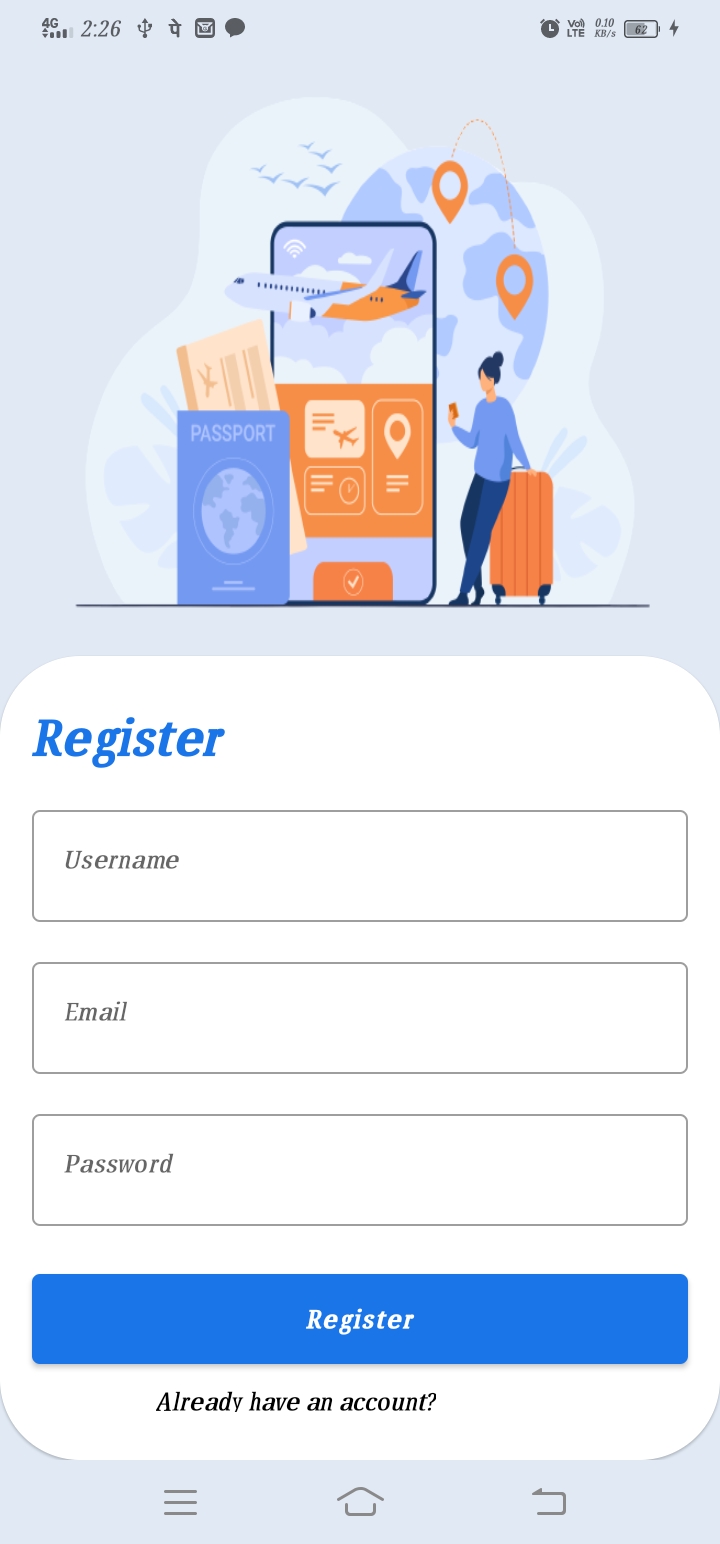 4G 2:26 पे Vo) LTE 0.10 KB/s 62
PASSPORT
Register
Username
Email
Password
Register
Already have an account?